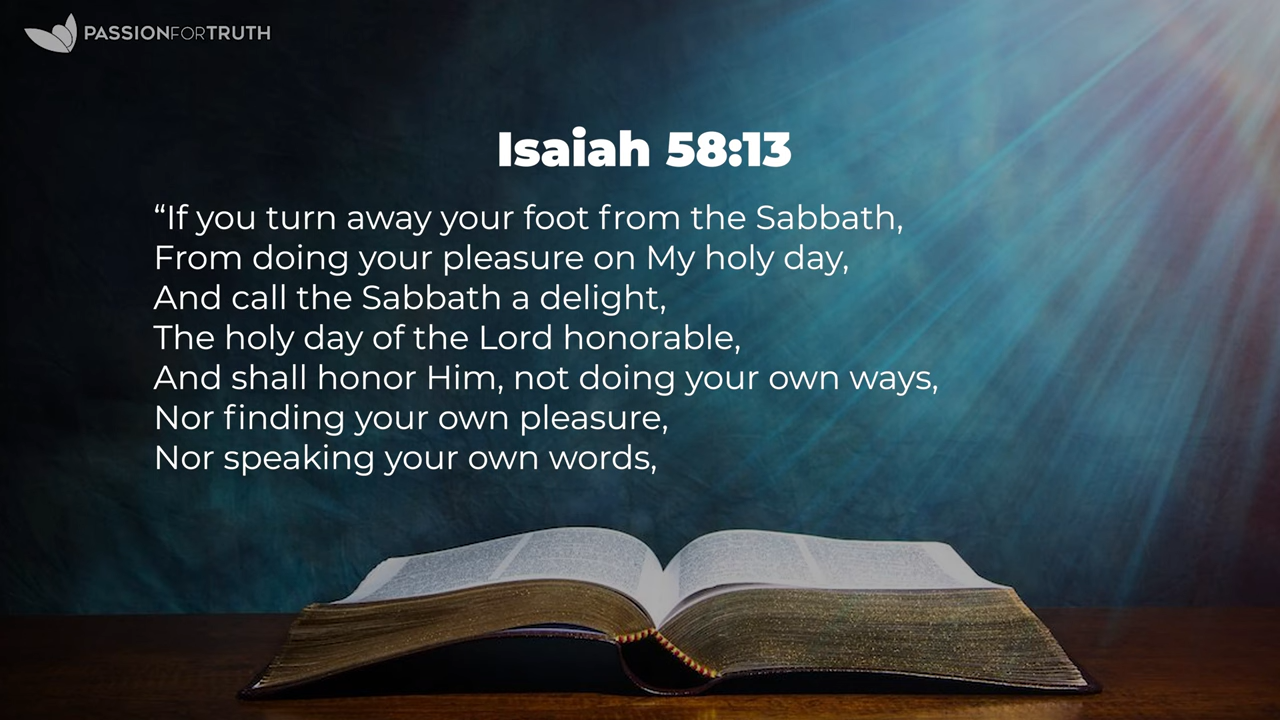 PASSIONFORTRUTH
Isaiah 58:13
“If you turn away your foot from the Sabbath,
From doing your pleasure on My holy day,
And call the Sabbath a delight,
The holy day of the Lord honorable,
And shall honor Him, not doing your own ways,
Nor finding your own pleasure,
Nor speaking your own words,